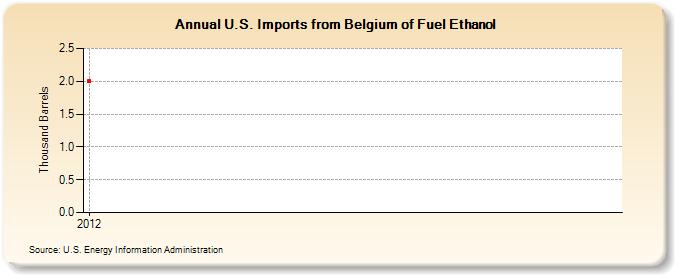 Annual U.S. Imports from Belgium of Fuel Ethanol
Thousand Barrels
2.5
2.0
1.5
1.0
0.5
0.0
2012
Source: U.S. Energy Information Administration